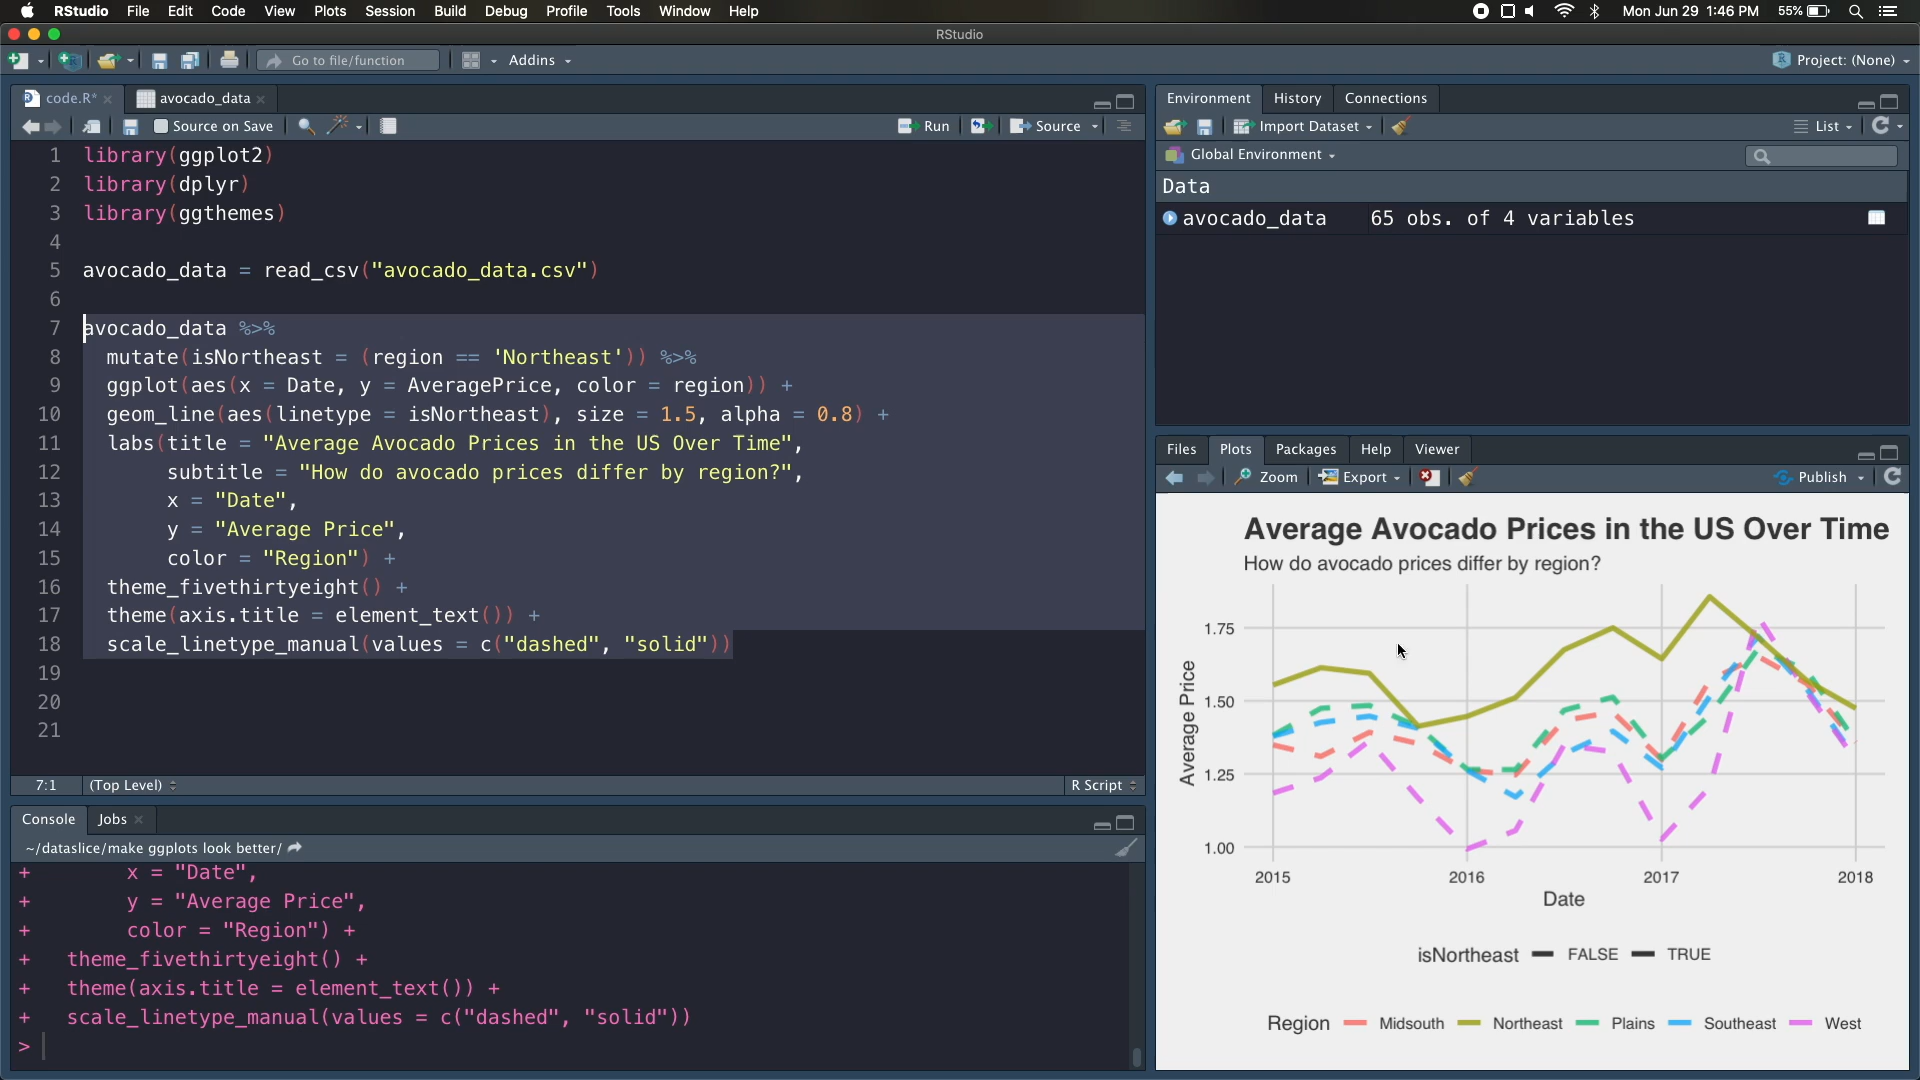 RStudio File Edit Code View Plots Session Build Debug Profile Tools Window Help Mon Jun 29 1:46 PM 55%
RStudio
Go to file/function Addins Project: (None)
code.R* avocado_data
Source on Save Run Source
1 library(ggplot2)
2 library(dplyr)
3 library(ggthemes)
4
5 avocado_data = read_csv("avocado_data.csv")
6
7 avocado_data %>%
8 mutate(isNortheast = (region == 'Northeast')) %>%
9 ggplot(aes(x = Date, y = AveragePrice, color = region)) +
10 geom_line(aes(linetype = isNortheast), size = 1.5, alpha = 0.8) +
11 labs(title = "Average Avocado Prices in the US Over Time",
12 subtitle = "How do avocado prices differ by region?",
13 x = "Date",
14 y = "Average Price",
15 color = "Region") +
16 theme_fivethirtyeight() +
17 theme(axis.title = element_text()) +
18 scale_linetype_manual(values = c("dashed", "solid"))
19
20
21
7:1 (Top Level) R Script
Console Jobs
~/dataslice/make ggplots look better/
+ x = "Date",
+ y = "Average Price",
+ color = "Region") +
+ theme_fivethirtyeight() +
+ theme(axis.title = element_text()) +
+ scale_linetype_manual(values = c("dashed", "solid"))
>
Environment History Connections
Import Dataset List
Global Environment
Data
avocado_data 65 obs. of 4 variables
Files Plots Packages Help Viewer
Zoom Export Publish
Average Avocado Prices in the US Over Time
How do avocado prices differ by region?
1.75
1.50
1.25
1.00
Average Price
2015 2016 2017 2018
Date
isNortheast FALSE TRUE
Region Midsouth Northeast Plains Southeast West